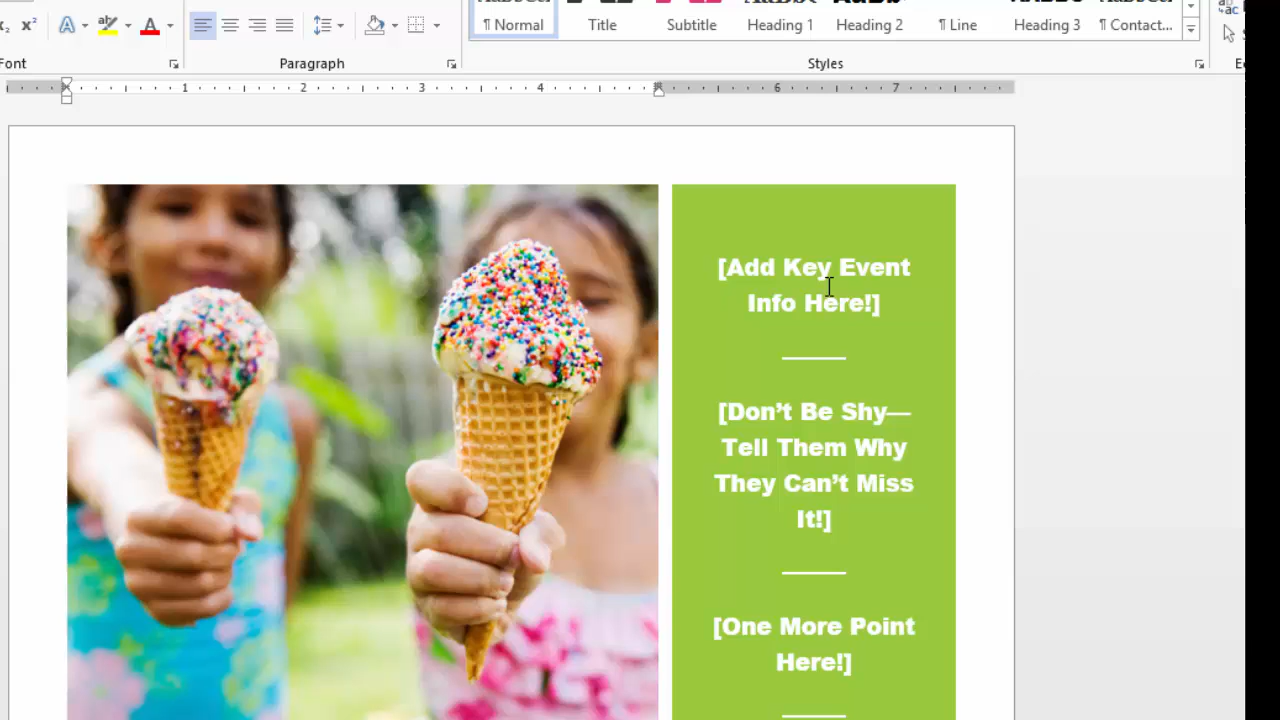 Font
Paragraph
¶ Normal
Title
Subtitle
Heading 1
Heading 2
¶ Line
Heading 3
¶ Contact...
Styles
1 2 3 4 6 7
[Add Key Event
Info Here!]
[Don’t Be Shy—
Tell Them Why
They Can’t Miss
It!]
[One More Point
Here!]